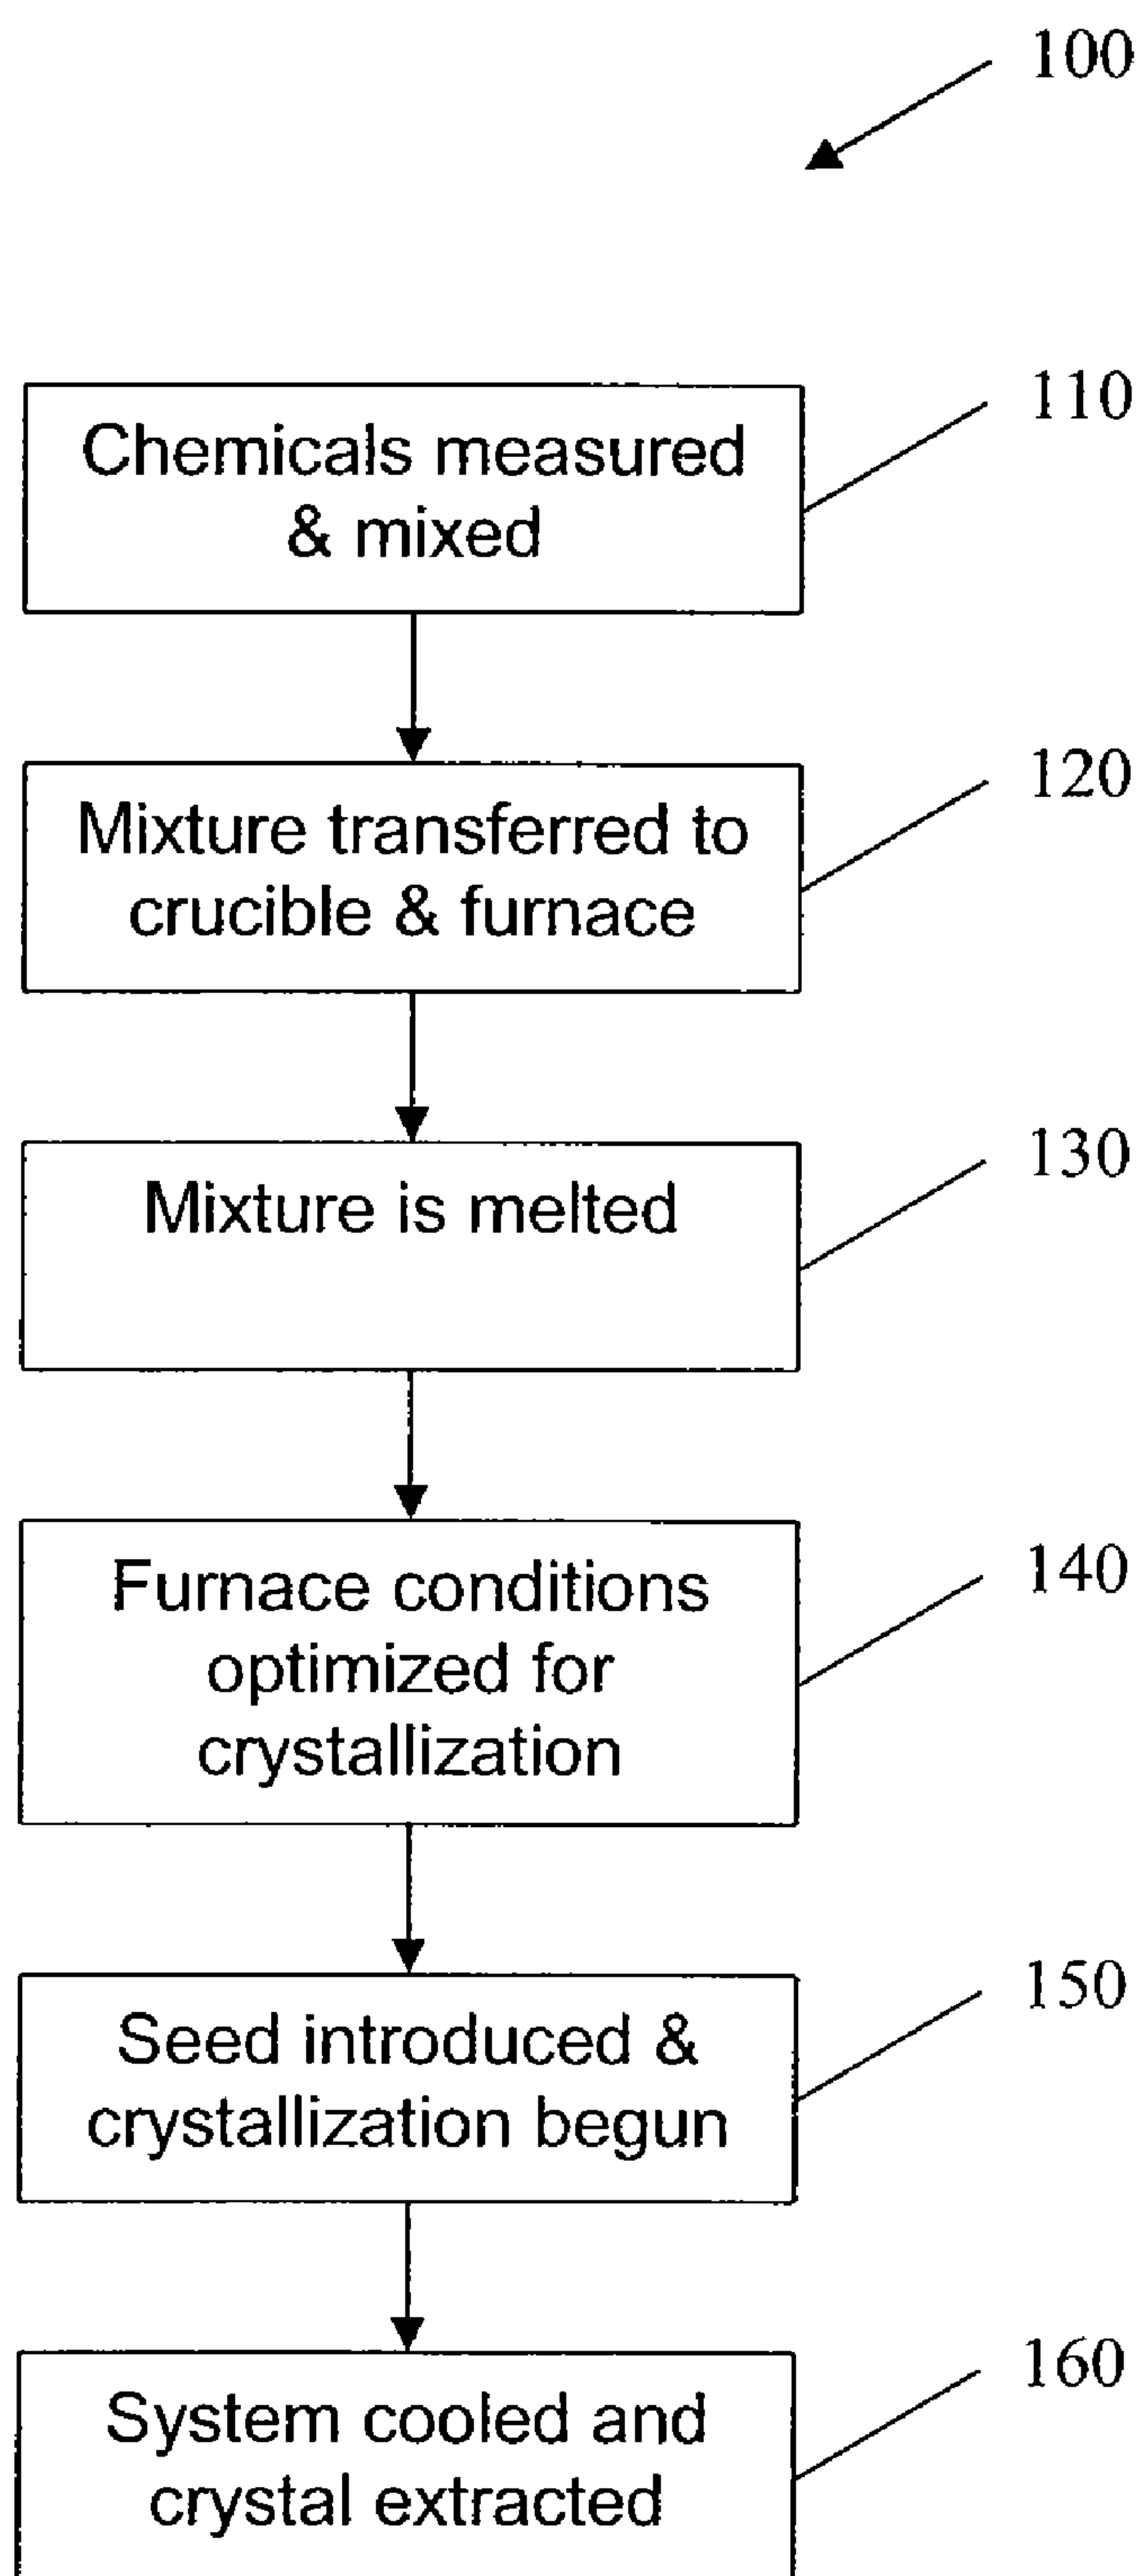 100
110
Chemicals measured
& mixed
120
Mixture transferred to
crucible & furnace
130
Mixture is melted
140
Furnace conditions
optimized for
crystallization
150
Seed introduced &
crystallization begun
160
System cooled and
crystal extracted